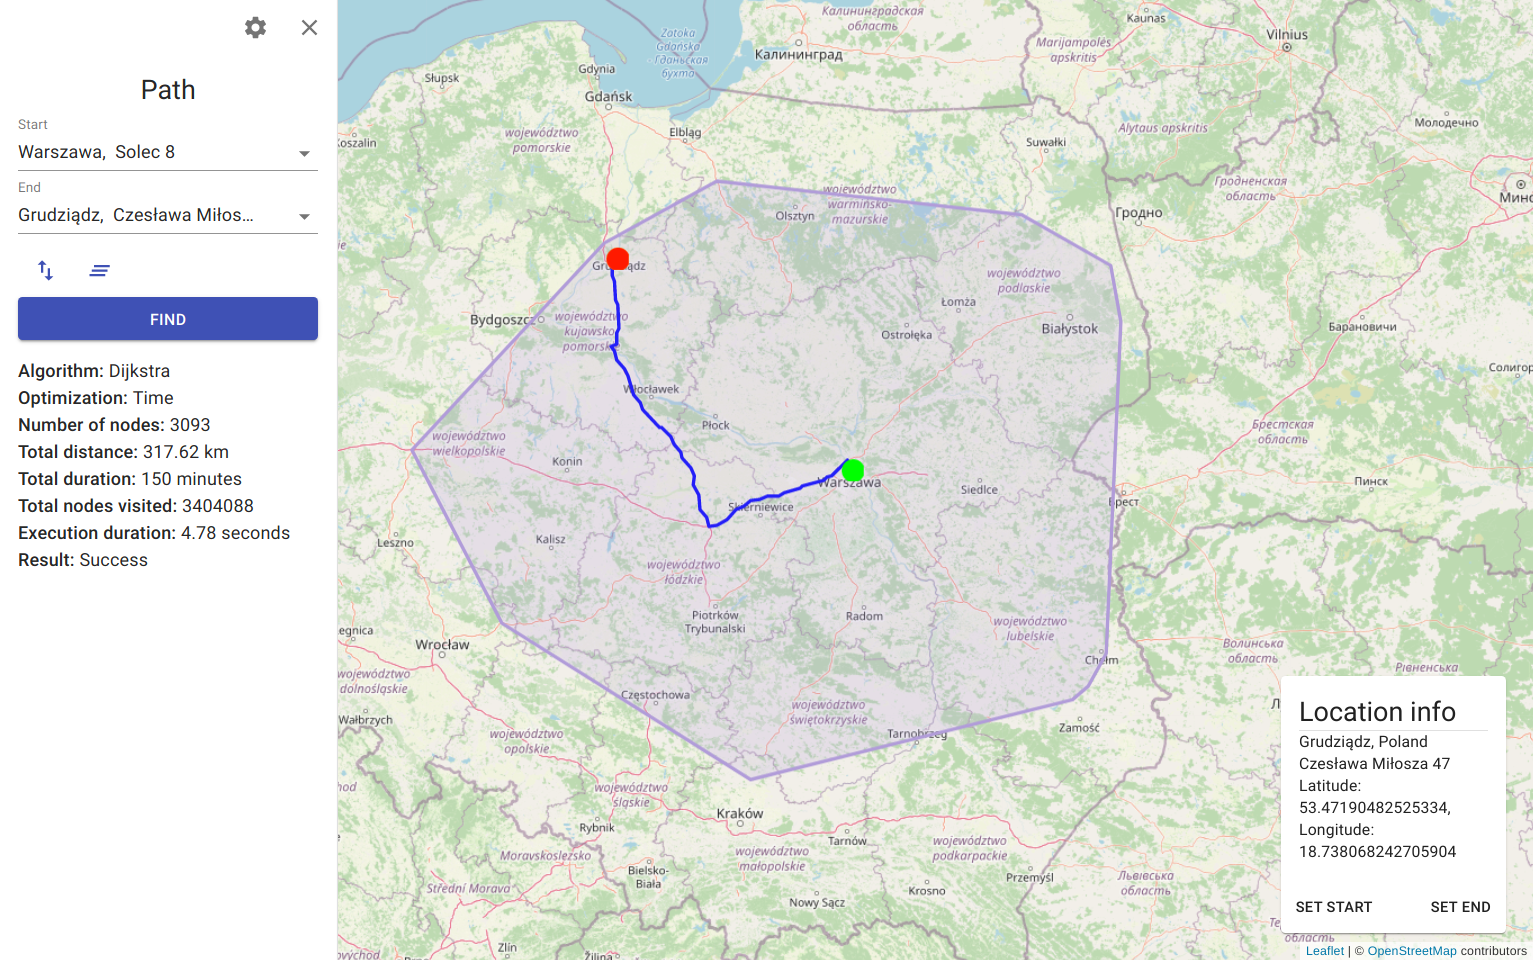 Path
Start
Warszawa,  Solec 8
End
Grudziądz,  Czesława Miłos...
FIND
Algorithm: Dijkstra
Optimization: Time
Number of nodes: 3093
Total distance: 317.62 km
Total duration: 150 minutes
Total nodes visited: 3404088
Execution duration: 4.78 seconds
Result: Success
Калининградская
область
Kaunas
Vilnius
Zatoka
Gdańska
- Гданьская
бухта
Калининград
Marijampolės
apskritis
Słupsk
Gdynia
Gdańsk
Молодечно
Koszalin
województwo
pomorskie
Elbląg
Alytaus apskritis
Suwałki
Гродненская
область
Минс
Гродно
województwo
warmińsko-
mazurskie
Olsztyn
województwo
podlaskie
Łomża
Bydgoszcz
województwo
kujawsko
pomorsk
Ostrołęka
Białystok
Барановичи
Солигор
Włocławek
Płock
Брестская
область
województwo
wielkopolskie
Konin
Warszawa
Siedlce
Пинск
Брест
Skierniewice
Leszno
Kalisz
województwo
łódzkie
Piotrków
Trybunalski
Radom
województwo
lubelskie
egnica
Wrocław
Chełm
Волинська
область
Рівненська
województwo
dolnośląskie
Częstochowa
województwo
świętokrzyskie
Wałbrzych
województwo
opolskie
Tarnobrzeg
Zamość
województwo
śląskie
Kraków
Rybnik
Tarnów
województwo
małopolskie
województwo
podkarpackie
Moravskoslezsko
Bielsko-
Biała
Przemyśl
Львівська
область
Střední Morava
Krosno
Nowy Sącz
Zlín
Žilina
Location info
Grudziądz, Poland
Czesława Miłosza 47
Latitude:
53.47190482525334,
Longitude:
18.738068242705904
SET START SET END
область
Leaflet | © OpenStreetMap contributors